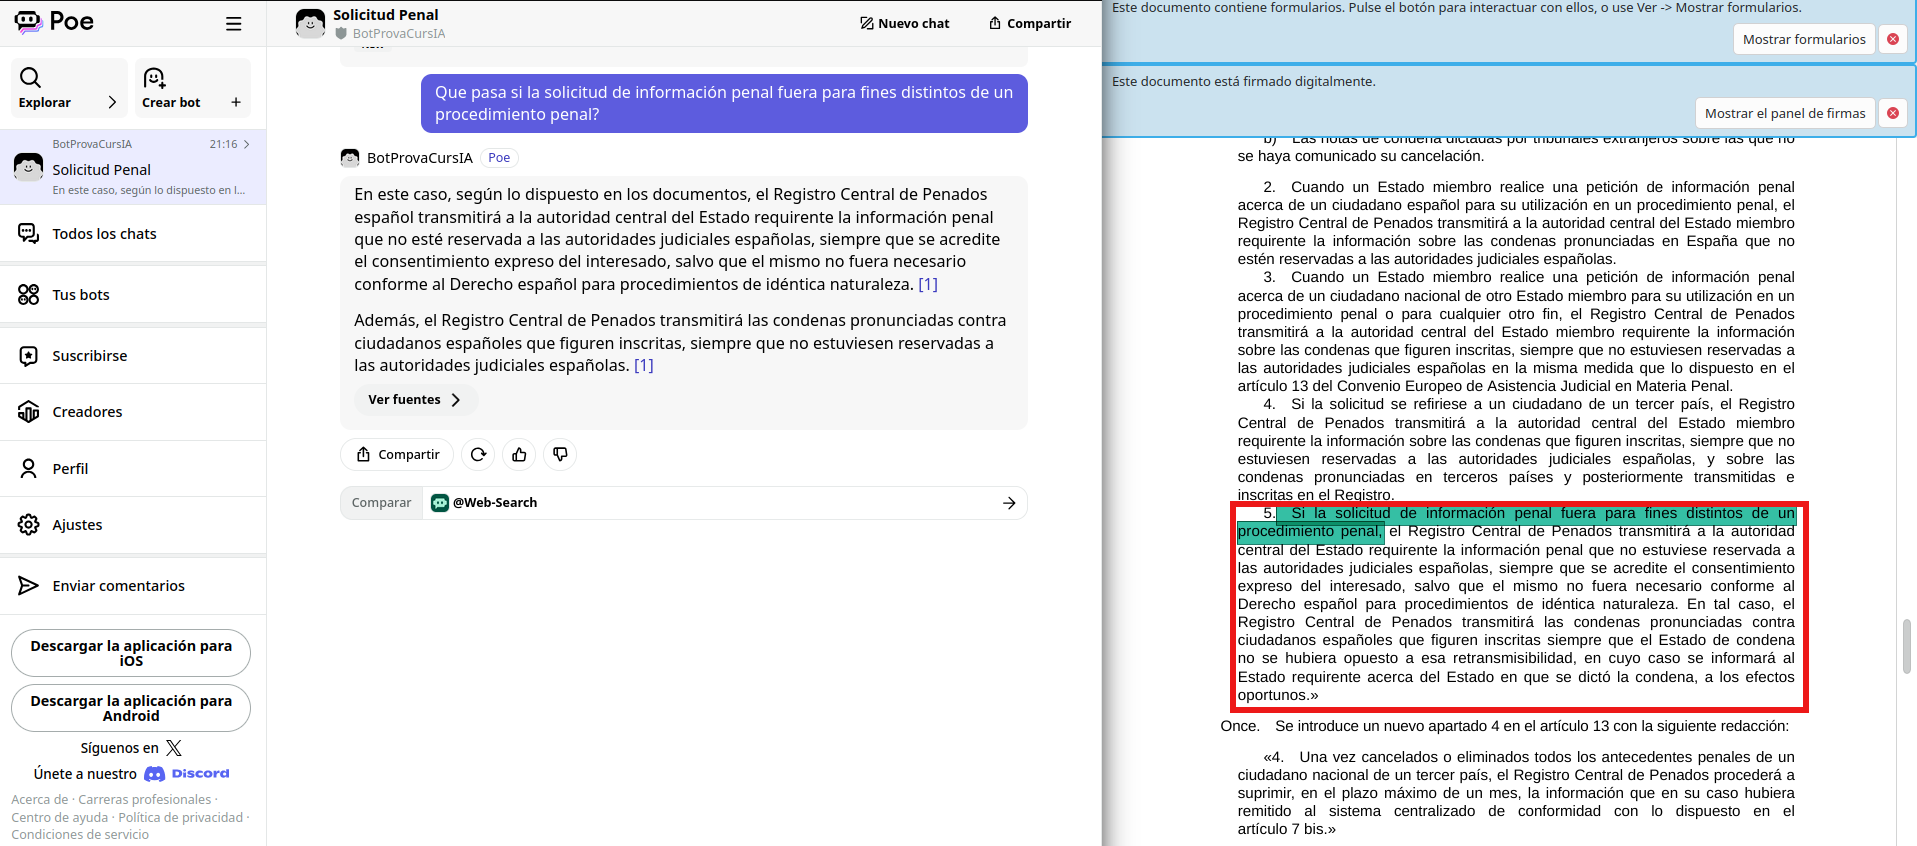 Poe
Explorar
Crear bot
+
BotProvaCursIA
21:16
Solicitud Penal
En este caso, según lo dispuesto en l...
Todos los chats
Tus bots
Suscribirse
Creadores
Perfil
Ajustes
Enviar comentarios
Descargar la aplicación para
iOS
Descargar la aplicación para
Android
Síguenos en X
Únete a nuestro Discord
Acerca de · Carreras profesionales ·
Centro de ayuda · Política de privacidad ·
Condiciones de servicio
Solicitud Penal
BotProvaCursIA
Nuevo chat
Compartir
Que pasa si la solicitud de información penal fuera para fines distintos de un
procedimiento penal?
BotProvaCursIA Poe
En este caso, según lo dispuesto en los documentos, el Registro Central de Penados
español transmitirá a la autoridad central del Estado requirente la información penal
que no esté reservada a las autoridades judiciales españolas, siempre que se acredite
el consentimiento expreso del interesado, salvo que el mismo no fuera necesario
conforme al Derecho español para procedimientos de idéntica naturaleza. [1]
Además, el Registro Central de Penados transmitirá las condenas pronunciadas contra
ciudadanos españoles que figuren inscritas, siempre que no estuviesen reservadas a
las autoridades judiciales españolas. [1]
Ver fuentes
Compartir
Comparar
@Web-Search
Este documento contiene formularios. Pulse el botón para interactuar con ellos, o use Ver -> Mostrar formularios.
Mostrar formularios
Este documento está firmado digitalmente.
Mostrar el panel de firmas
b) Las notas de condena dictadas por tribunales extranjeros sobre las que no
se haya comunicado su cancelación.
2. Cuando un Estado miembro realice una petición de información penal
acerca de un ciudadano español para su utilización en un procedimiento penal, el
Registro Central de Penados transmitirá a la autoridad central del Estado miembro
requirente la información sobre las condenas pronunciadas en España que no
estén reservadas a las autoridades judiciales españolas.
3. Cuando un Estado miembro realice una petición de información penal
acerca de un ciudadano nacional de otro Estado miembro para su utilización en un
procedimiento penal o para cualquier otro fin, el Registro Central de Penados
transmitirá a la autoridad central del Estado miembro requirente la información
sobre las condenas que figuren inscritas, siempre que no estuviesen reservadas a
las autoridades judiciales españolas en la misma medida que lo dispuesto en el
artículo 13 del Convenio Europeo de Asistencia Judicial en Materia Penal.
4. Si la solicitud se refiriese a un ciudadano de un tercer país, el Registro
Central de Penados transmitirá a la autoridad central del Estado miembro
requirente la información sobre las condenas que figuren inscritas, siempre que no
estuviesen reservadas a las autoridades judiciales españolas, y sobre las
condenas pronunciadas en terceros países y posteriormente transmitidas e
inscritas en el Registro.
5. Si la solicitud de información penal fuera para fines distintos de un
procedimiento penal, el Registro Central de Penados transmitirá a la autoridad
central del Estado requirente la información penal que no estuviese reservada a
las autoridades judiciales españolas, siempre que se acredite el consentimiento
expreso del interesado, salvo que el mismo no fuera necesario conforme al
Derecho español para procedimientos de idéntica naturaleza. En tal caso, el
Registro Central de Penados transmitirá las condenas pronunciadas contra
ciudadanos españoles que figuren inscritas siempre que el Estado de condena
no se hubiera opuesto a esa retransmisibilidad, en cuyo caso se informará al
Estado requirente acerca del Estado en que se dictó la condena, a los efectos
oportunos.»
Once. Se introduce un nuevo apartado 4 en el artículo 13 con la siguiente redacción:
«4. Una vez cancelados o eliminados todos los antecedentes penales de un
ciudadano nacional de un tercer país, el Registro Central de Penados procederá a
suprimir, en el plazo máximo de un mes, la información que en su caso hubiera
remitido al sistema centralizado de conformidad con lo dispuesto en el
artículo 7 bis.»